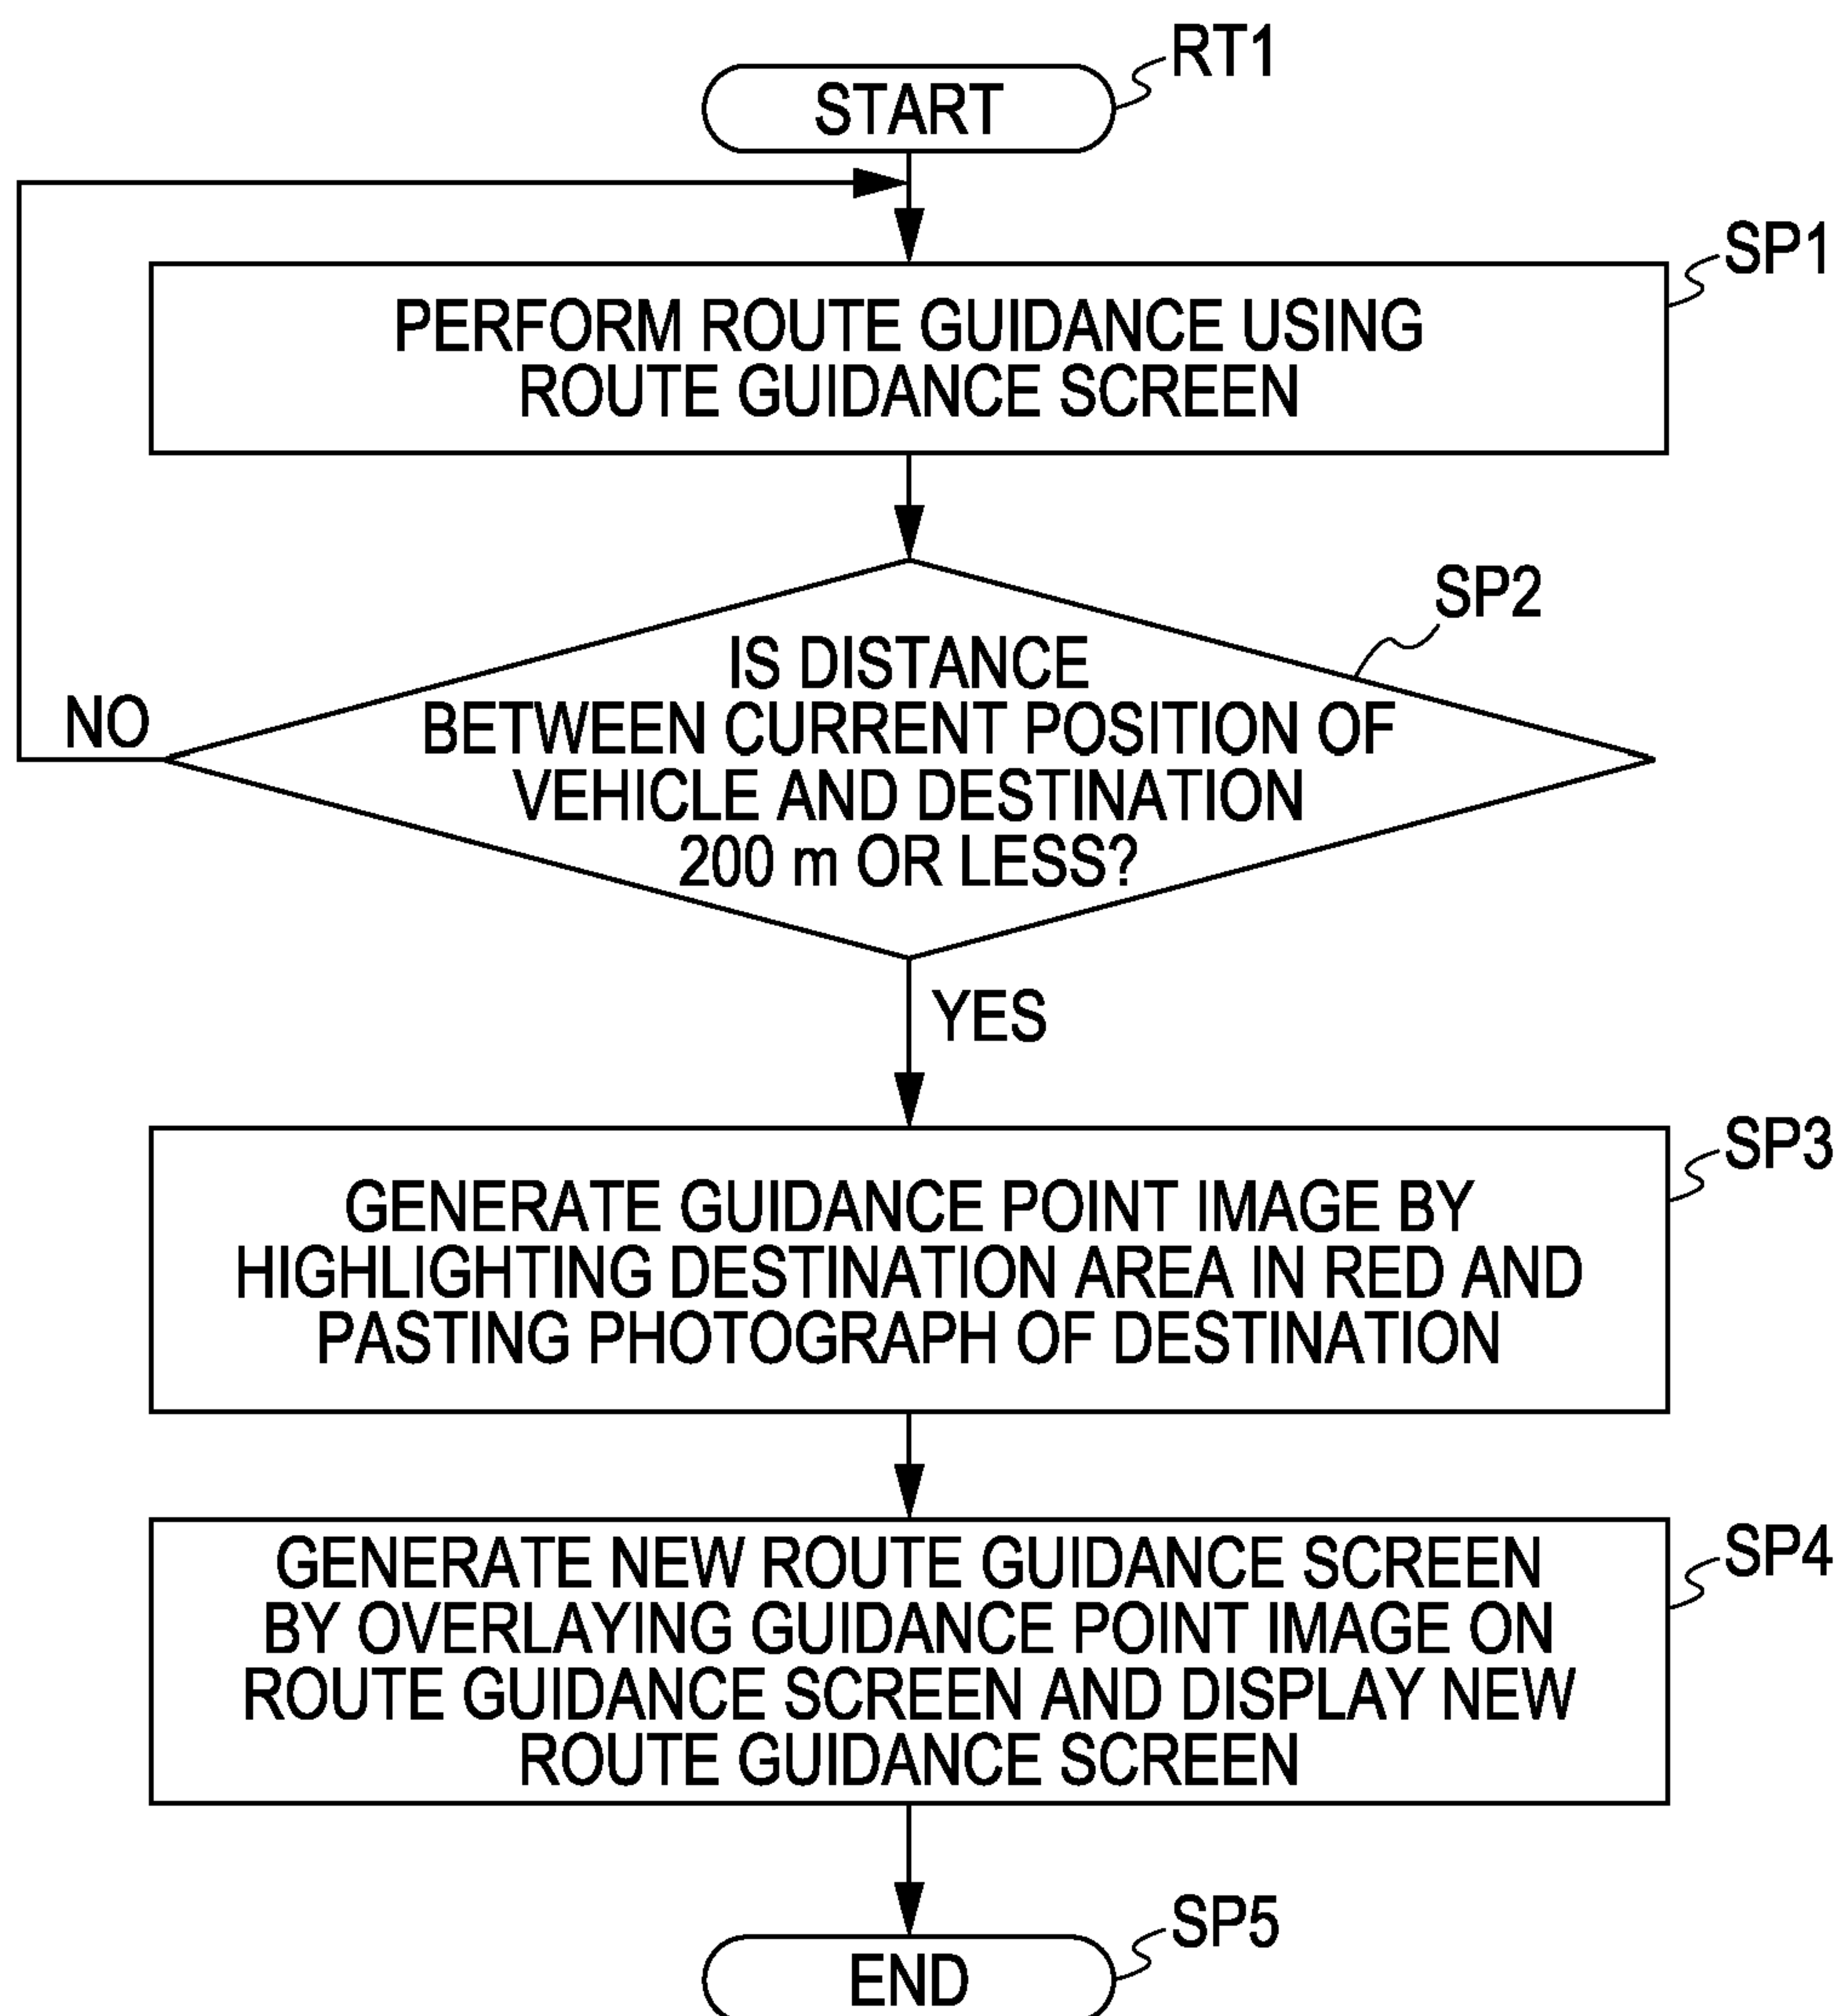 RT1
START
SP1
PERFORM ROUTE GUIDANCE USING
ROUTE GUIDANCE SCREEN
SP2
IS DISTANCE
BETWEEN CURRENT POSITION OF
VEHICLE AND DESTINATION
200 m OR LESS?
NO
YES
SP3
GENERATE GUIDANCE POINT IMAGE BY
HIGHLIGHTING DESTINATION AREA IN RED AND
PASTING PHOTOGRAPH OF DESTINATION
SP4
GENERATE NEW ROUTE GUIDANCE SCREEN
BY OVERLAYING GUIDANCE POINT IMAGE ON
ROUTE GUIDANCE SCREEN AND DISPLAY NEW
ROUTE GUIDANCE SCREEN
SP5
END